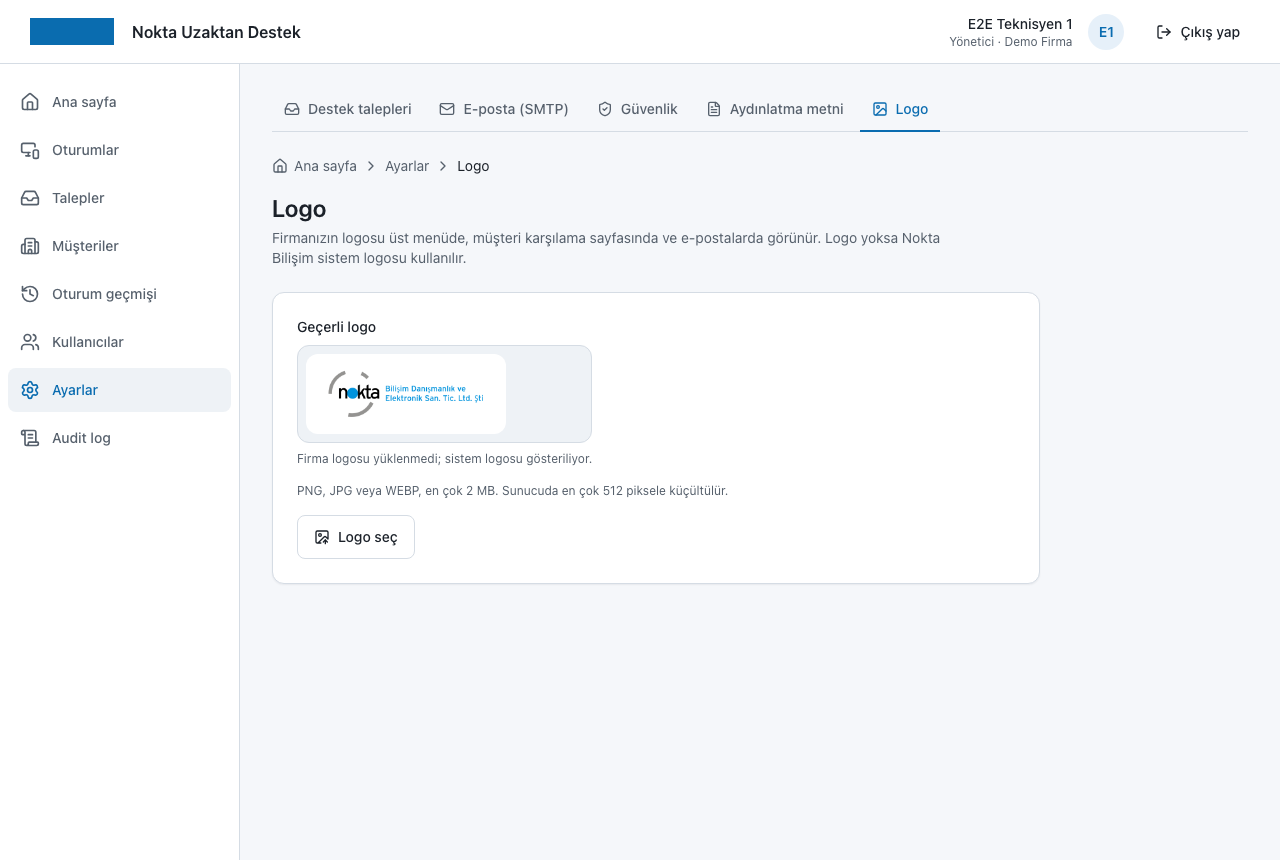 Nokta Uzaktan Destek
E2E Teknisyen 1
Yönetici · Demo Firma
E1
Çıkış yap
Ana sayfa
Oturumlar
Talepler
Müşteriler
Oturum geçmişi
Kullanıcılar
Ayarlar
Audit log
Destek talepleri
E-posta (SMTP)
Güvenlik
Aydınlatma metni
Logo
Ana sayfa > Ayarlar > Logo
Logo
Firmanızın logosu üst menüde, müşteri karşılama sayfasında ve e-postalarda görünür. Logo yoksa Nokta
Bilişim sistem logosu kullanılır.
Geçerli logo
nokta
Bilişim Danışmanlık ve
Elektronik San. Tic. Ltd. Şti
Firma logosu yüklenmedi; sistem logosu gösteriliyor.
PNG, JPG veya WEBP, en çok 2 MB. Sunucuda en çok 512 piksele küçültülür.
Logo seç